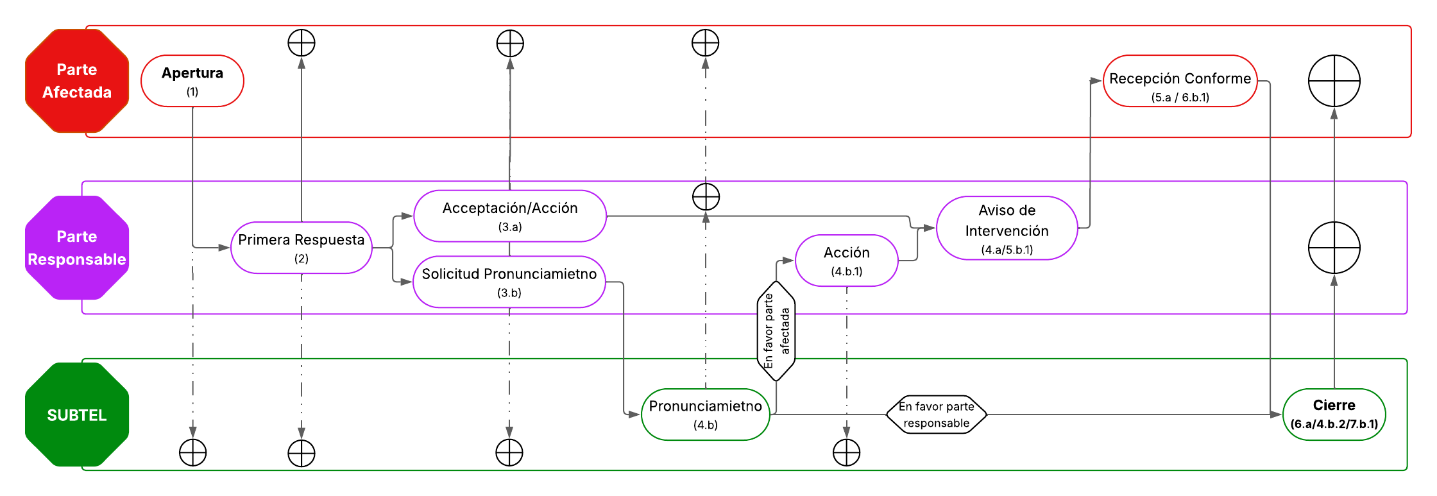 Parte
Afectada
Apertura
(1)
Recepción Conforme
(5.a / 6.b.1)
Parte
Responsable
Primera Respuesta
(2)
Acceptación/Acción
(3.a)
Solicitud Pronunciamietno
(3.b)
Acción
(4.b.1)
Aviso de
Intervención
(4.a/5.b.1)
En favor parte
afectada
SUBTEL
Pronunciamietno
(4.b)
En favor parte
responsable
Cierre
(6.a/4.b.2/7.b.1)